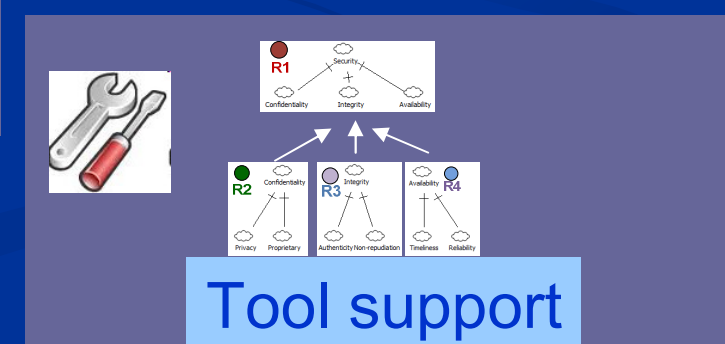 R1
Security
Confidentiality Integrity Availability
R2 Confidentiality
R3 Integrity
Availability R4
Privacy Proprietary
Authenticity Non-repudiation
Timeliness Reliability
Tool support